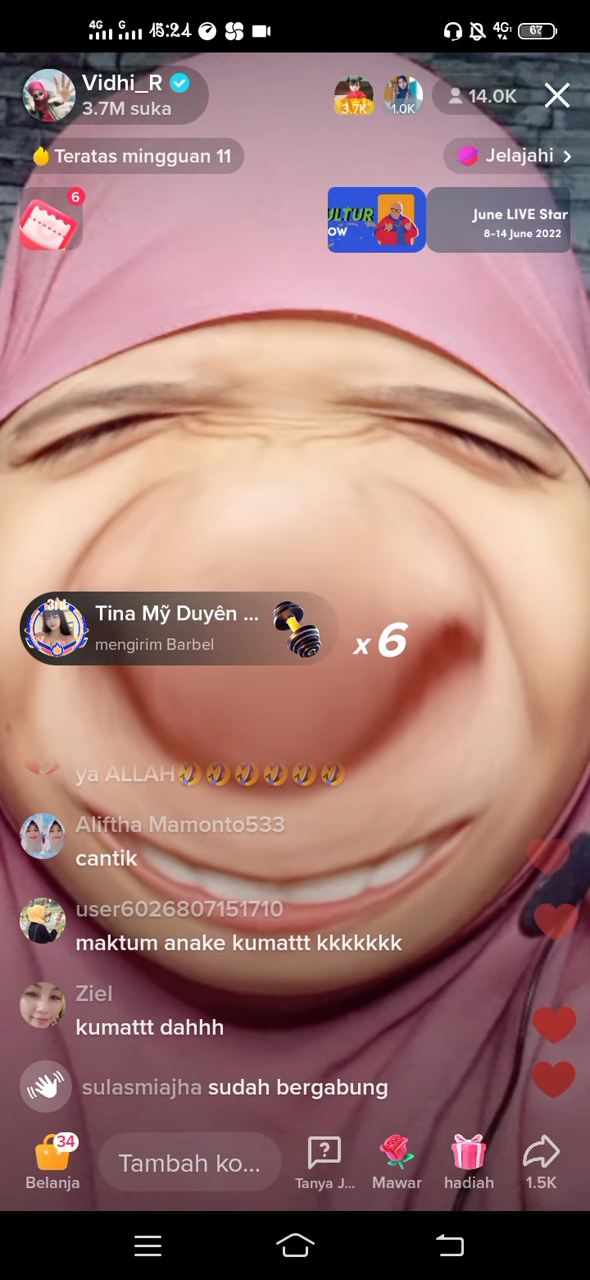 4G G 15:24 4G 67
Vidhi_R
3.7M suka
3.7K 1.0K 14.0K
Teratas mingguan 11
Jelajahi >
6
OW
June LIVE Star
8-14 June 2022
Tina Mỹ Duyên ...
mengirim Barbel
x 6
ya ALLAH🤣🤣🤣🤣🤣🤣
Aliftha Mamonto533
cantik
user6026807151710
maktum anake kumattt kkkkkkk
Ziel
kumattt dahhh
sulasmiajha sudah bergabung
34
Belanja
Tambah ko...
Tanya J...
Mawar
hadiah
1.5K